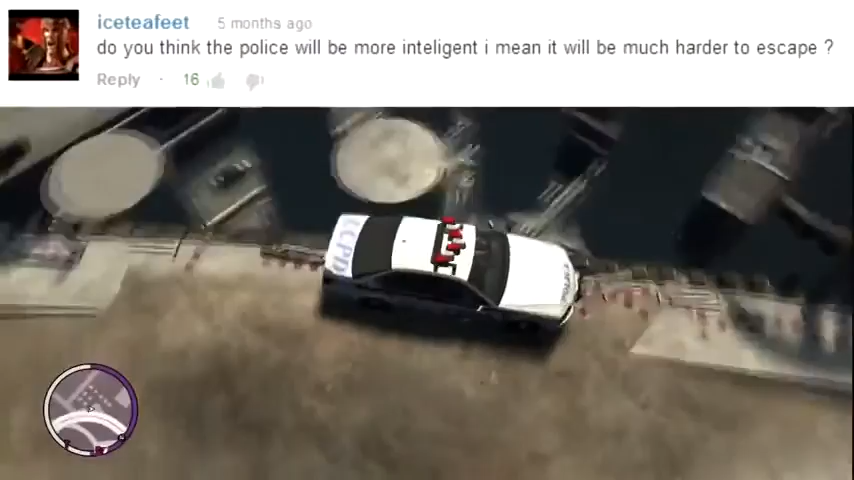 iceteafeet 5 months ago
do you think the police will be more inteligent i mean it will be much harder to escape ?
Reply · 16
LCPD